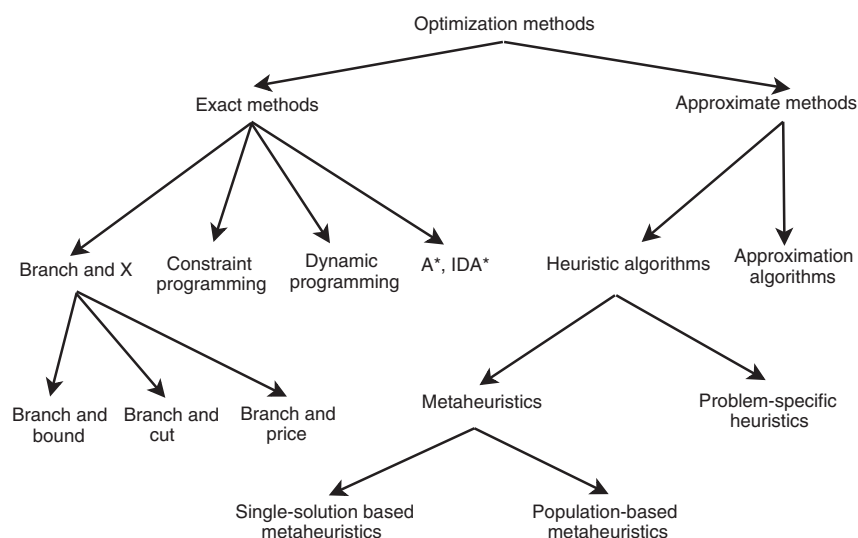 Optimization methods
Exact methods
Approximate methods
Branch and X
Constraint
programming
Dynamic
programming
A*, IDA*
Heuristic algorithms
Approximation
algorithms
Branch and
bound
Branch and
cut
Branch and
price
Metaheuristics
Problem-specific
heuristics
Single-solution based
metaheuristics
Population-based
metaheuristics